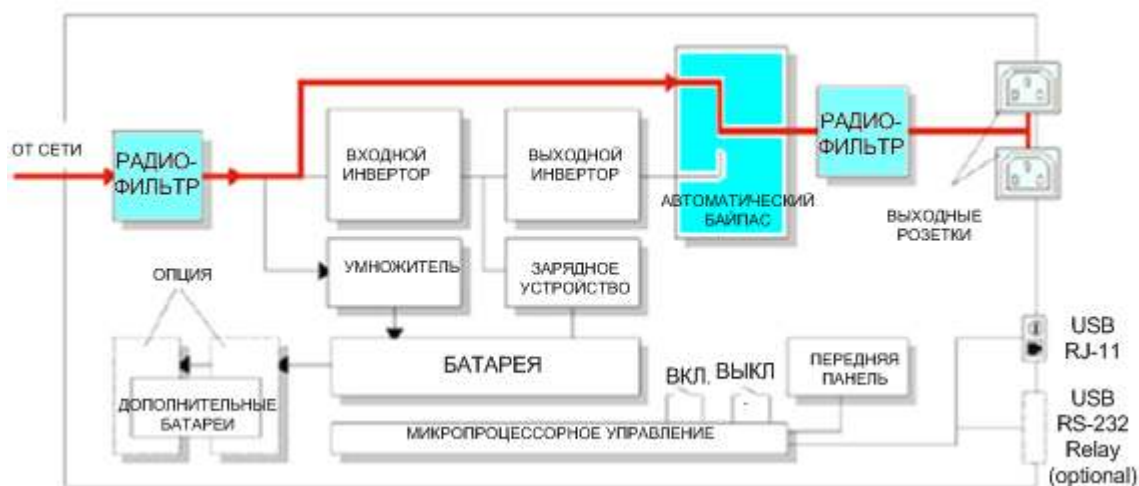 ОТ СЕТИ
РАДИО-
ФИЛЬТР
ВХОДНОЙ
ИНВЕРТОР
ВЫХОДНОЙ
ИНВЕРТОР
АВТОМАТИЧЕСКИЙ
БАЙПАС
РАДИО-
ФИЛЬТР
ВЫХОДНЫЕ
РОЗЕТКИ
ОПЦИЯ
УМНОЖИТЕЛЬ
ЗАРЯДНОЕ
УСТРОЙСТВО
БАТАРЕЯ
ДОПОЛНИТЕЛЬНЫЕ
БАТАРЕИ
ВКЛ.
ВЫКЛ
ПЕРЕДНЯЯ
ПАНЕЛЬ
МИКРОПРОЦЕССОРНОЕ УПРАВЛЕНИЕ
USB
RJ-11
USB
RS-232
Relay
(optional)